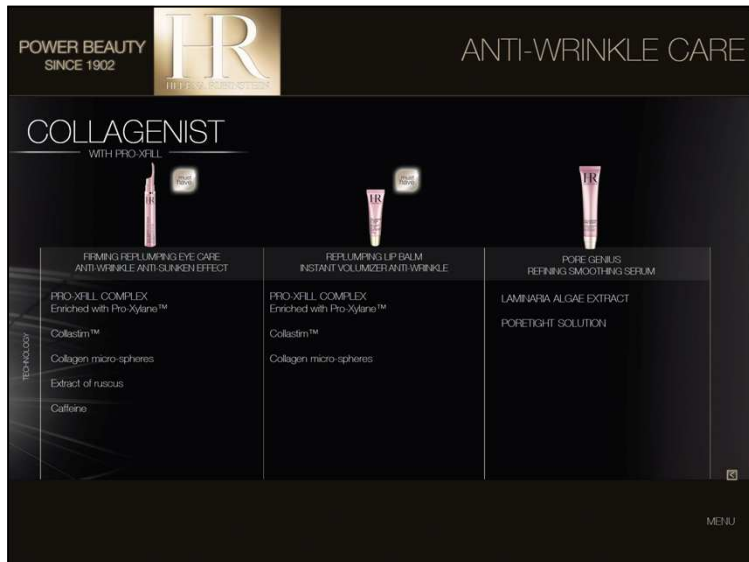 POWER BEAUTY
SINCE 1902
HR
HELENA RUBINSTEIN
ANTI-WRINKLE CARE
COLLAGENIST
WITH PRO-XFILL
must have
must have
HR
HR
HR
FIRMING REPLUMPING EYE CARE
ANTI-WRINKLE ANTI-SUNKEN EFFECT
REPLUMPING LIP BALM
INSTANT VOLUMIZER ANTI-WRINKLE
PORE GENIUS
REFINING SMOOTHING SERUM
TECHNOLOGY
PRO-XFILL COMPLEX
Enriched with Pro-Xylane™
Collastim™
Collagen micro-spheres
Extract of ruscus
Caffeine
PRO-XFILL COMPLEX
Enriched with Pro-Xylane™
Collastim™
Collagen micro-spheres
LAMINARIA ALGAE EXTRACT
PORETIGHT SOLUTION
MENU